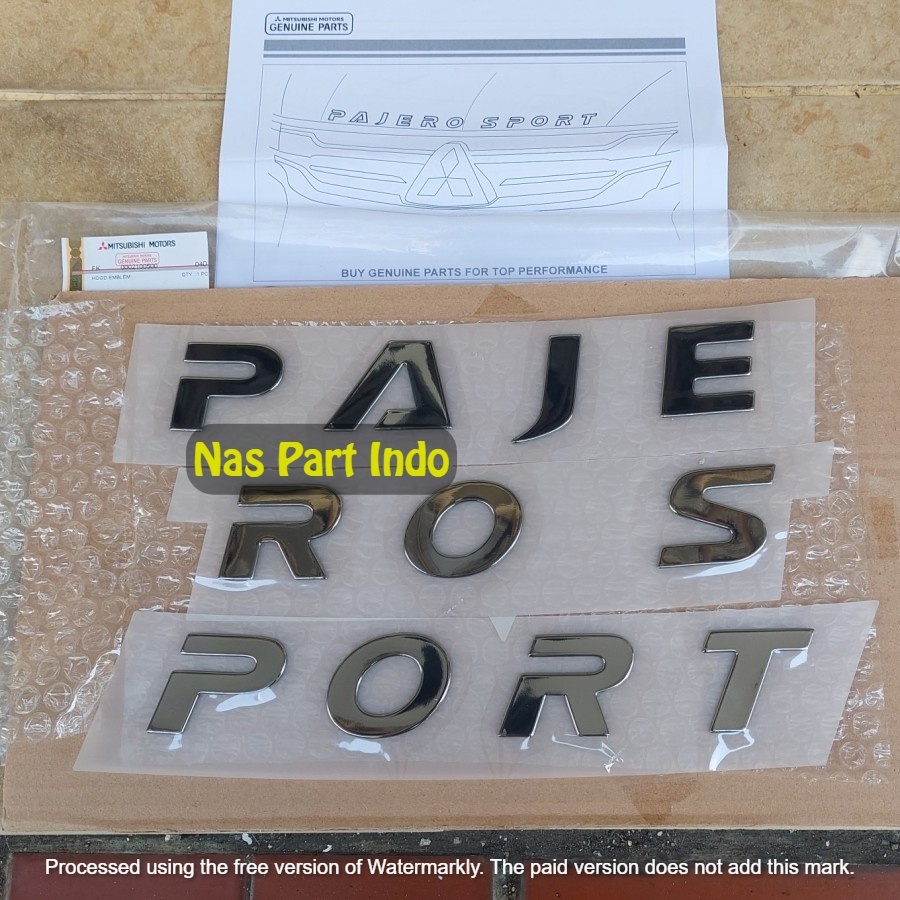 MITSUBISHI MOTORS
GENUINE PARTS
PAJERO SPORT
BUY GENUINE PARTS FOR TOP PERFORMANCE
MITSUBISHI MOTORS
GENUINE PARTS
HOOD EMBLEM
QTY : 1 PC
PAJE
Nas Part Indo
RO S
PORT
Processed using the free version of Watermarkly. The paid version does not add this mark.